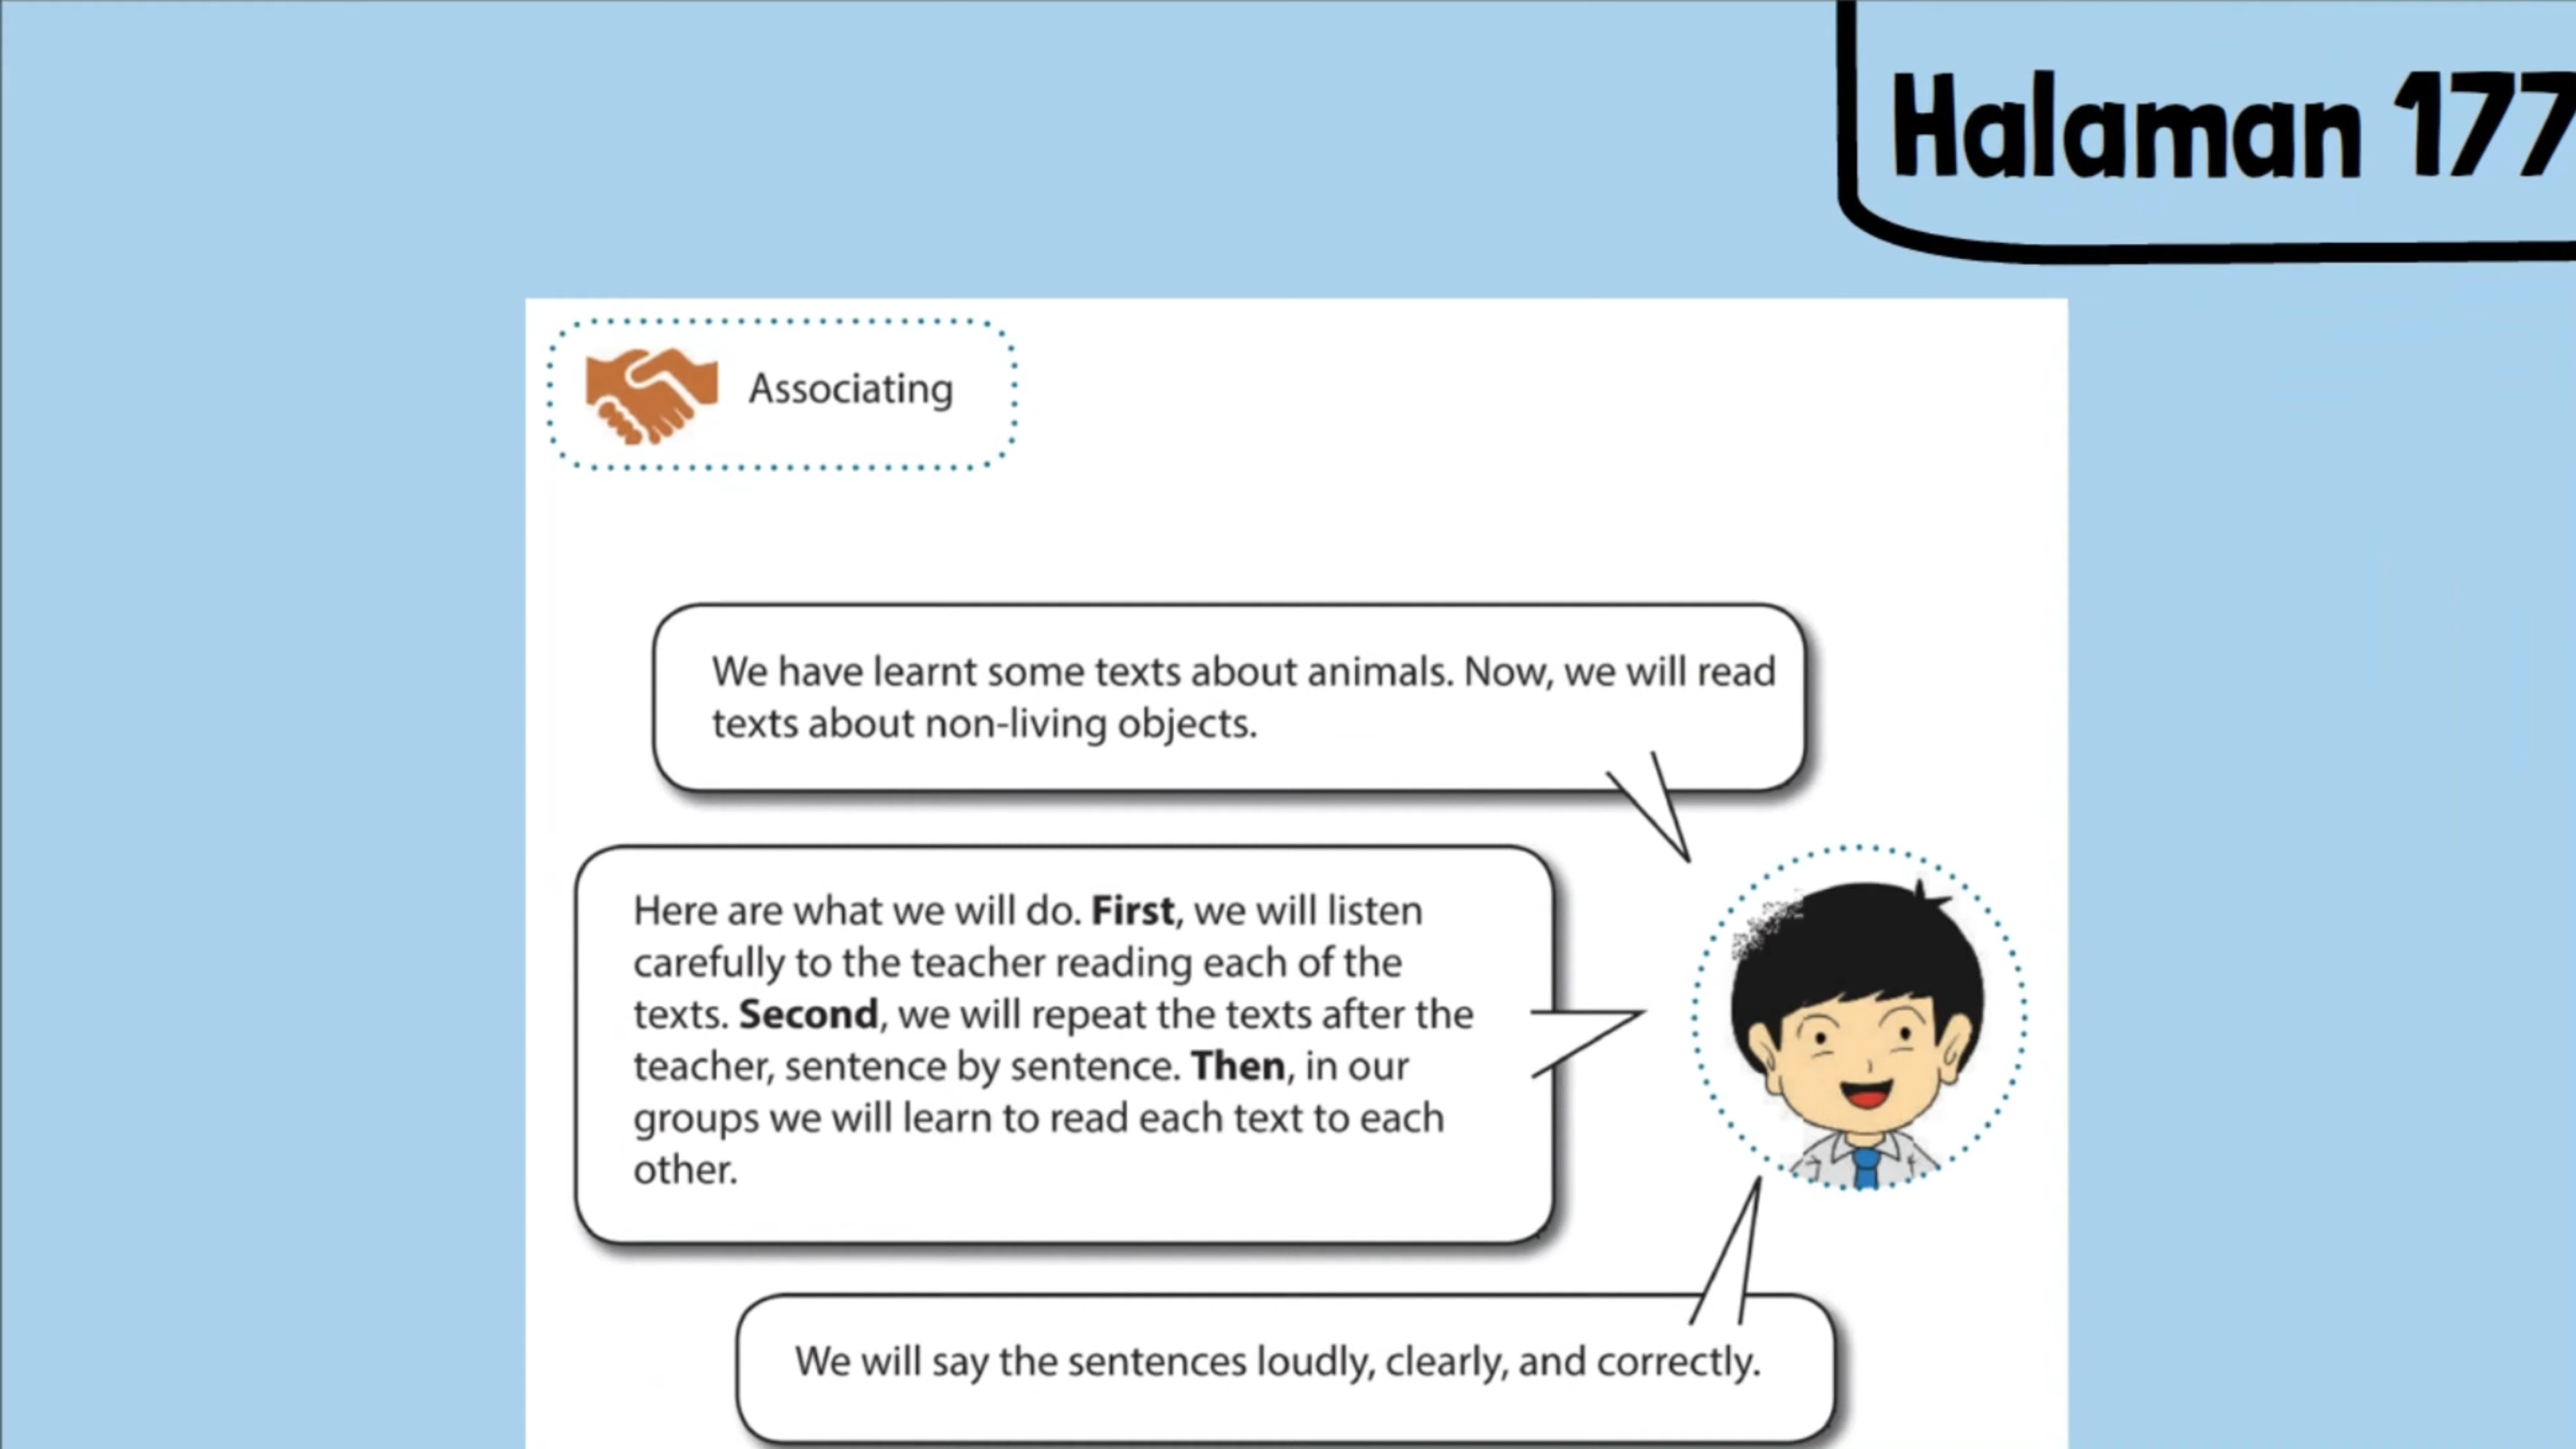 Halaman 177
Associating
We have learnt some texts about animals. Now, we will read
texts about non-living objects.
Here are what we will do. First, we will listen
carefully to the teacher reading each of the
texts. Second, we will repeat the texts after the
teacher, sentence by sentence. Then, in our
groups we will learn to read each text to each
other.
We will say the sentences loudly, clearly, and correctly.